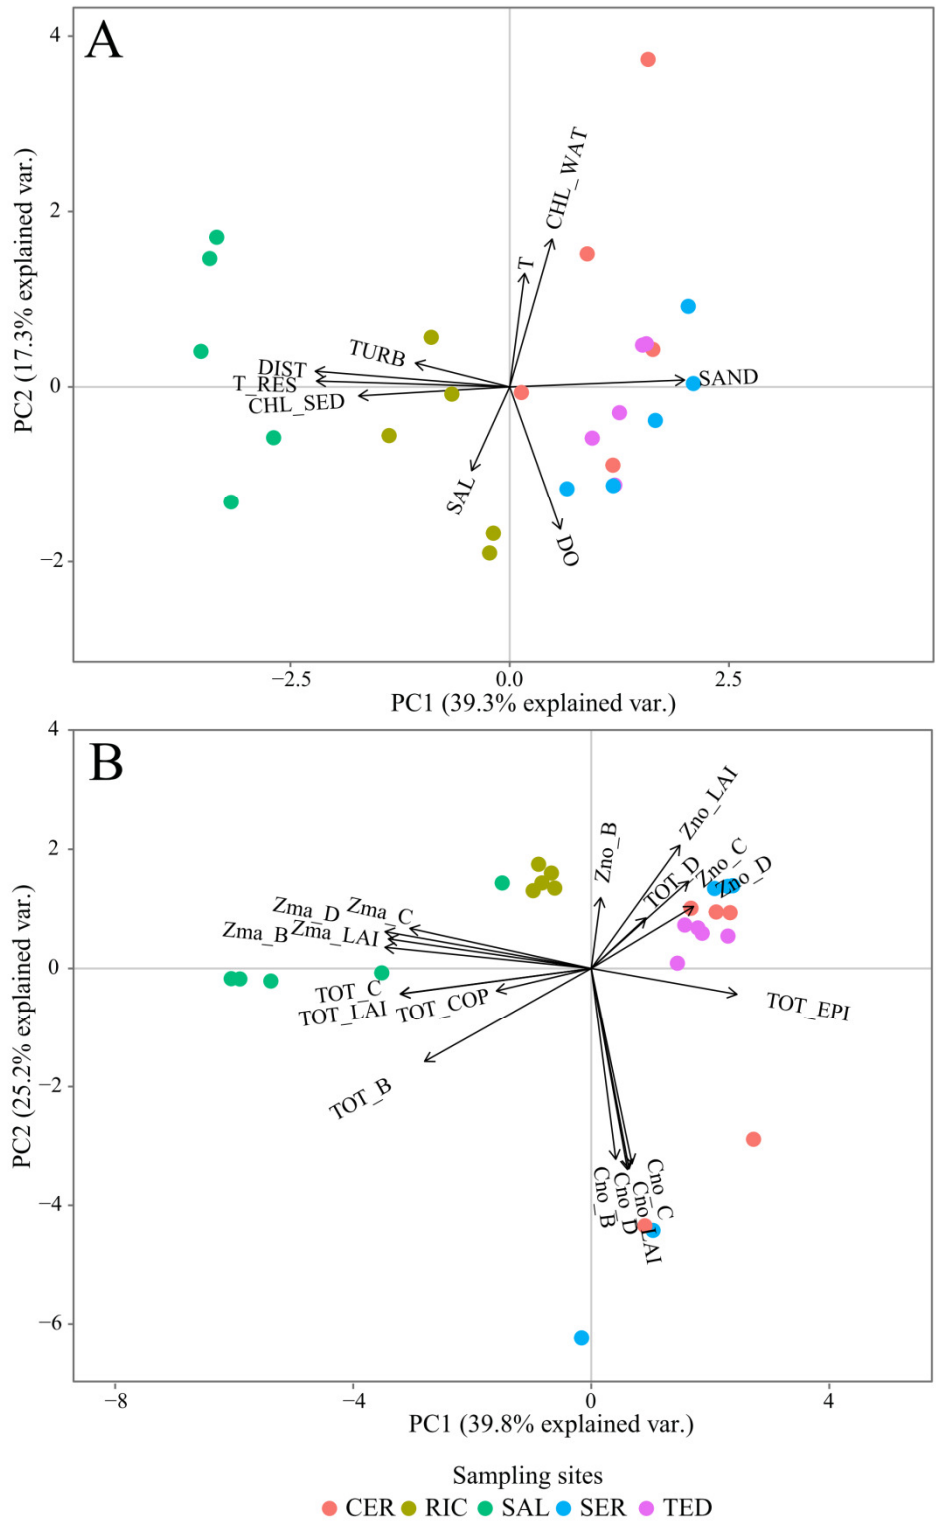 A
4
2
0
−2
PC2 (17.3% explained var.)
CHL_WAT
T
TURB
DIST
T_RES
CHL_SED
SAND
SAL
DO
−2.5
0.0
2.5
PC1 (39.3% explained var.)
B
4
2
0
−2
−4
−6
PC2 (25.2% explained var.)
Zno_LAI
Zno_B
TOT_D
Zno_C
Zno_D
Zma_D
Zma_C
Zma_B
Zma_LAI
TOT_C
TOT_LAI
TOT_COP
TOT_EPI
TOT_B
Cno_B
Cno_D
Cno_LAI
Cno_C
−8
−4
0
4
PC1 (39.8% explained var.)
Sampling sites
CER RIC SAL SER TED